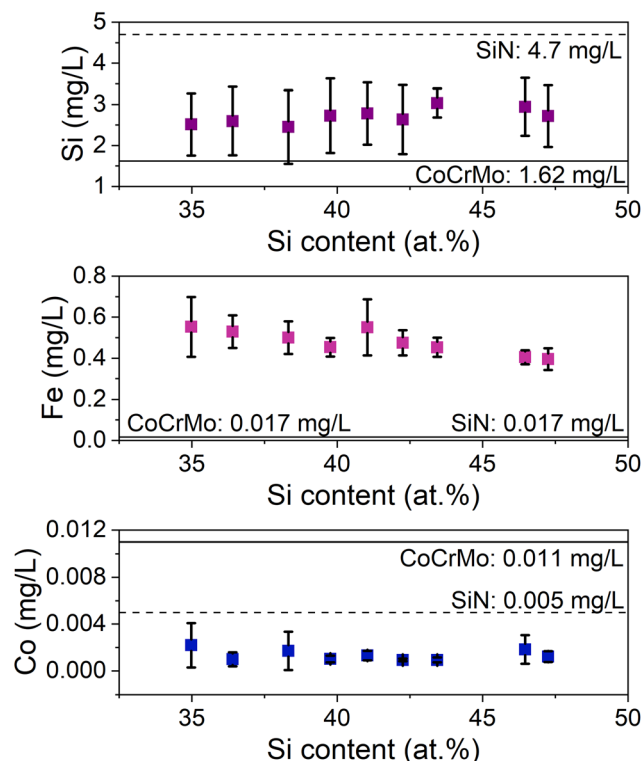 5
4
3
2
1
Si (mg/L)
SiN: 4.7 mg/L
CoCrMo: 1.62 mg/L
35 40 45 50
Si content (at.%)
0.8
0.6
0.4
0.2
0.0
Fe (mg/L)
CoCrMo: 0.017 mg/L SiN: 0.017 mg/L
35 40 45 50
Si content (at.%)
0.012
0.008
0.004
0.000
Co (mg/L)
CoCrMo: 0.011 mg/L
SiN: 0.005 mg/L
35 40 45 50
Si content (at.%)